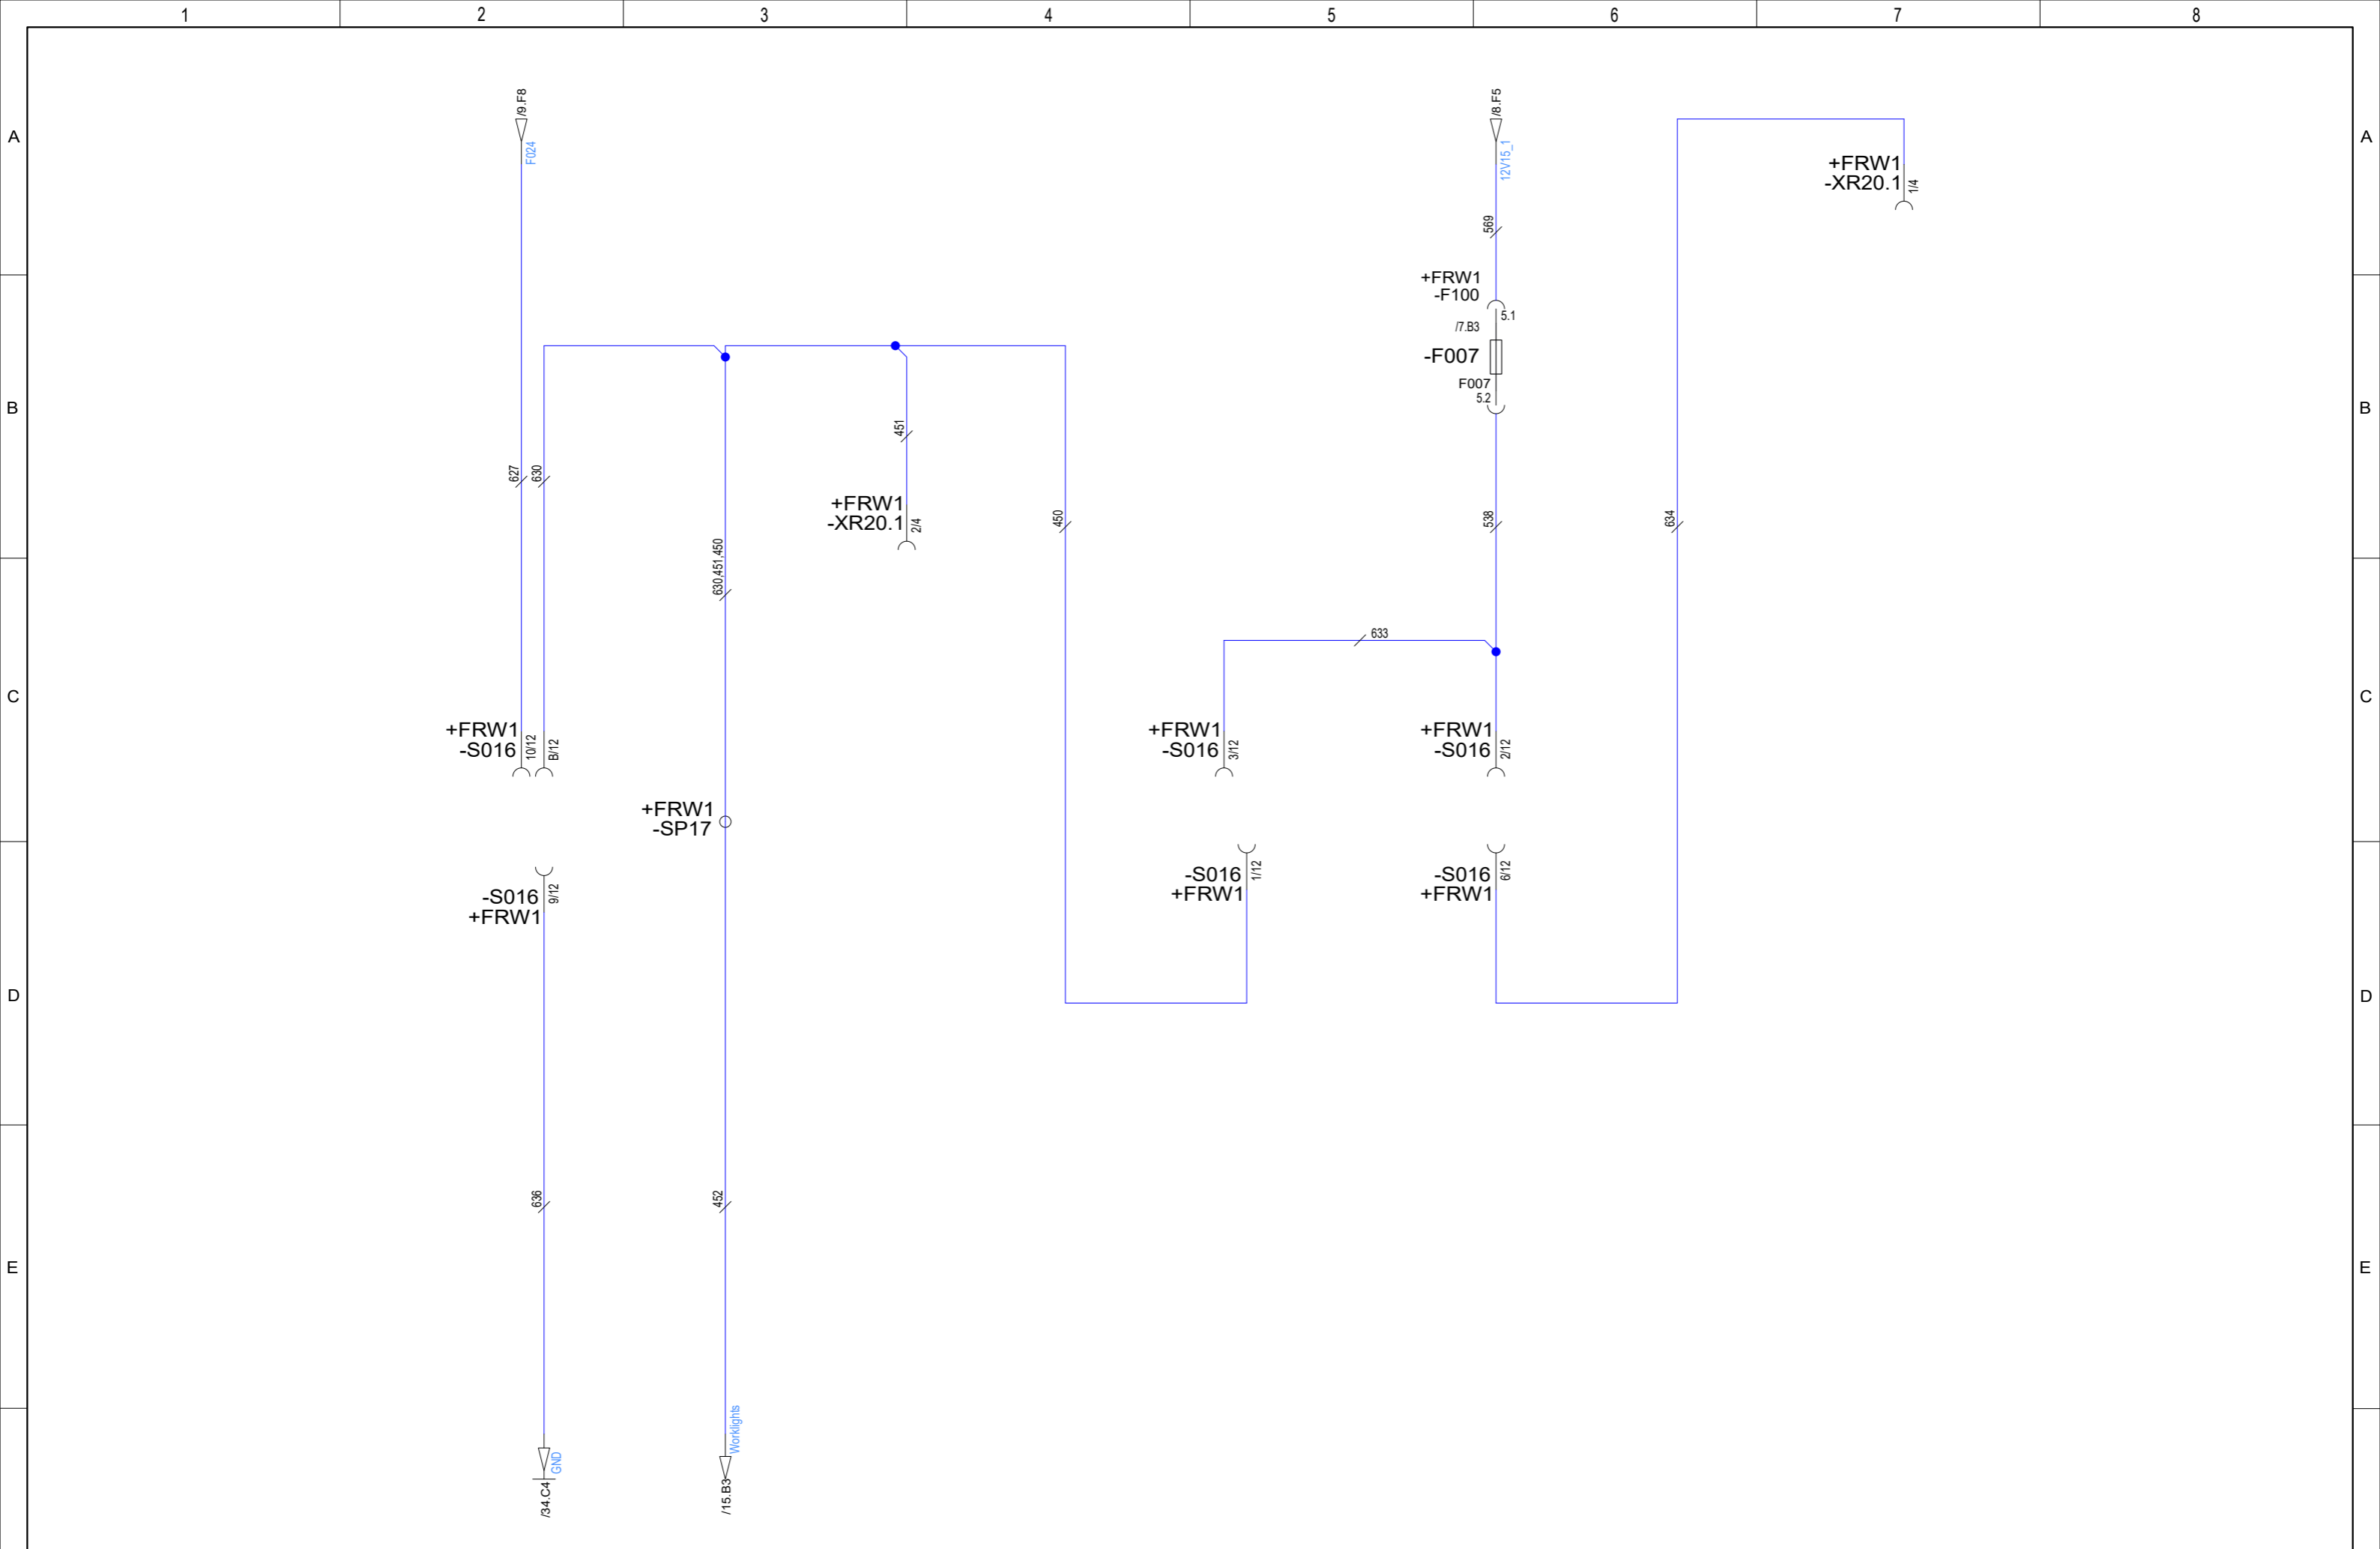 1 2 3 4 5 6 7 8
A
A
/9.F8
F024
/8.F5
12V15_1
+FRW1
-XR20.1
1/4
569
+FRW1
-F100
5.1
/7.B3
-F007
F007
5.2
B
B
627
630
451
+FRW1
-XR20.1
2/4
450
538
634
630,451,450
633
C
C
+FRW1
-S016
10/12
B/12
+FRW1
-S016
3/12
+FRW1
-S016
2/12
+FRW1
-SP17
-S016
+FRW1
9/12
-S016
+FRW1
1/12
-S016
+FRW1
6/12
D
D
636
452
E
E
GND
/34.C4
Worklights
/15.B3